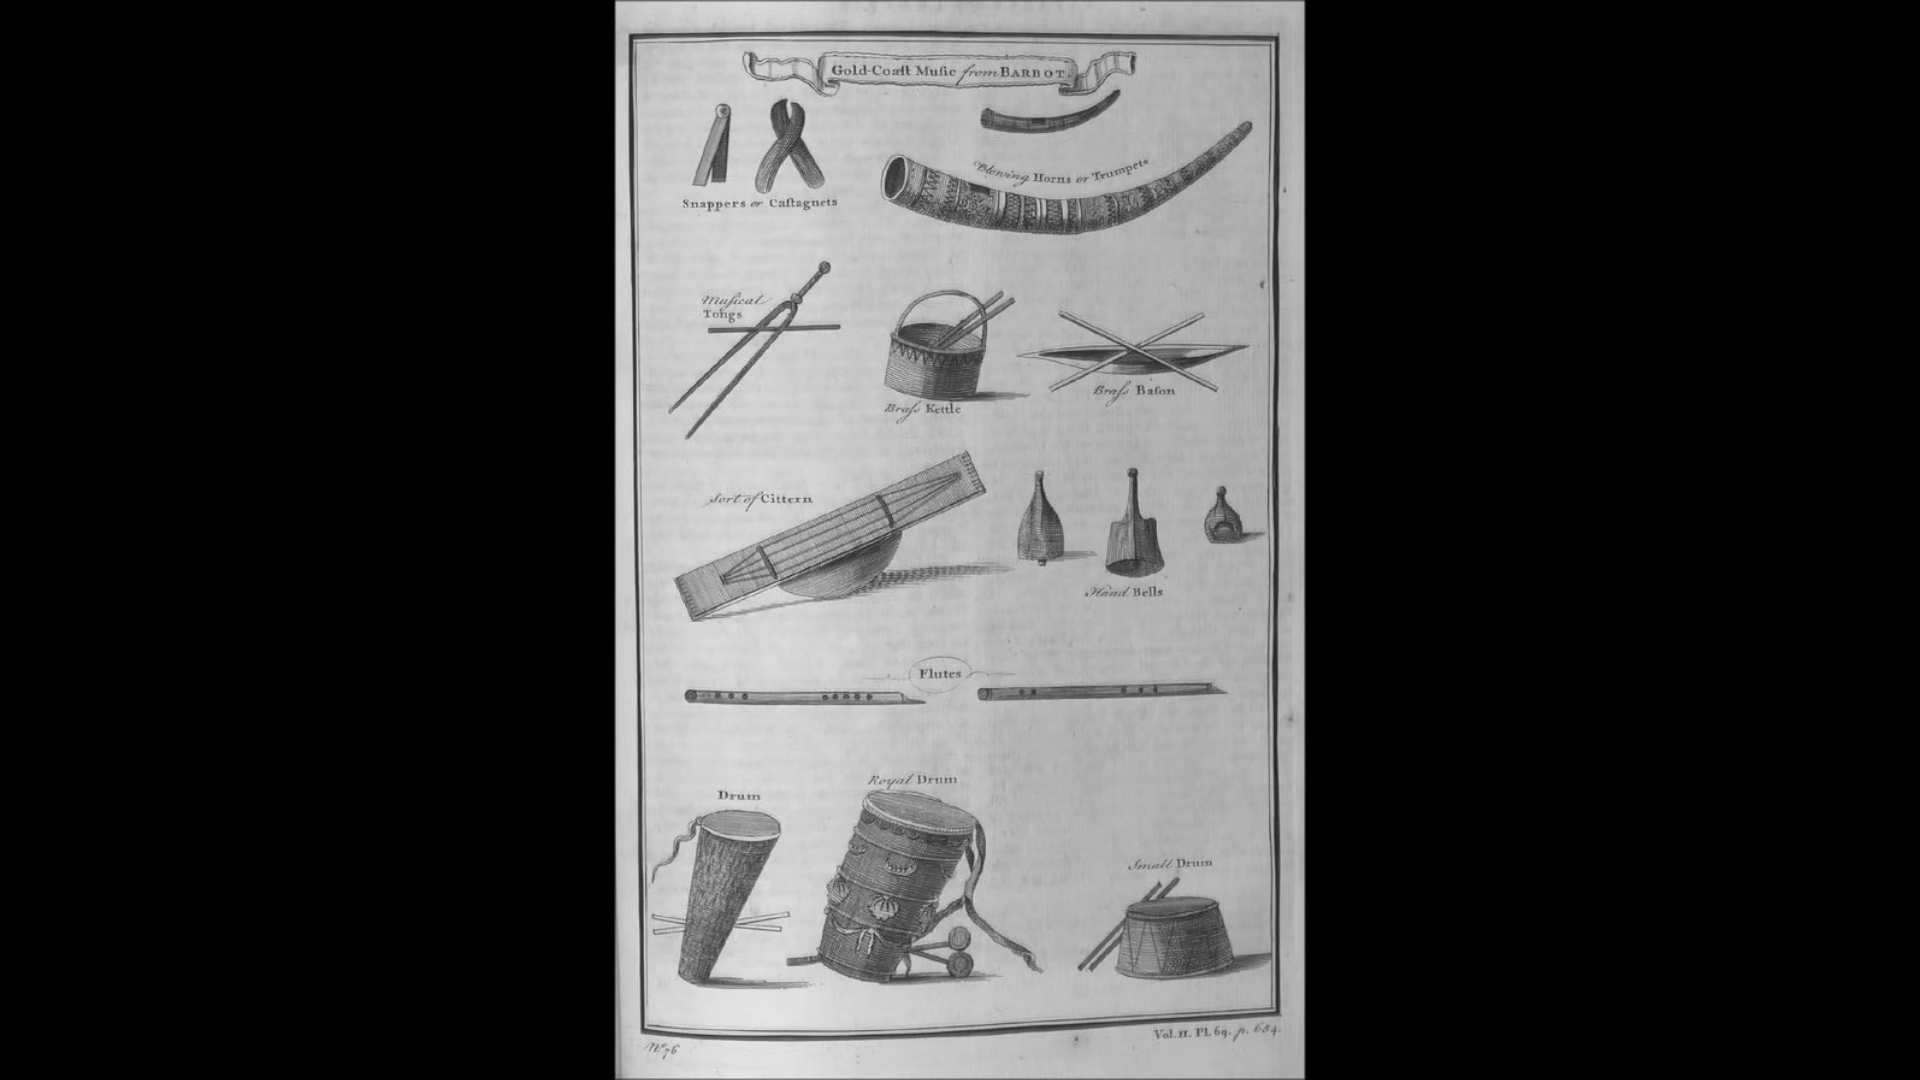 Gold-Coaſt Muſic from BARBOT.
Snappers or Caſtagnets
Blowing Horns or Trumpets
Muſical
Tongs
Braſs Kettle
Braſs Baſon
Sort of Cittern
Hand Bells
Flutes
Royal Drum
Drum
Small Drum
Vol. II. Pl. 69. p. 684.
No. 76